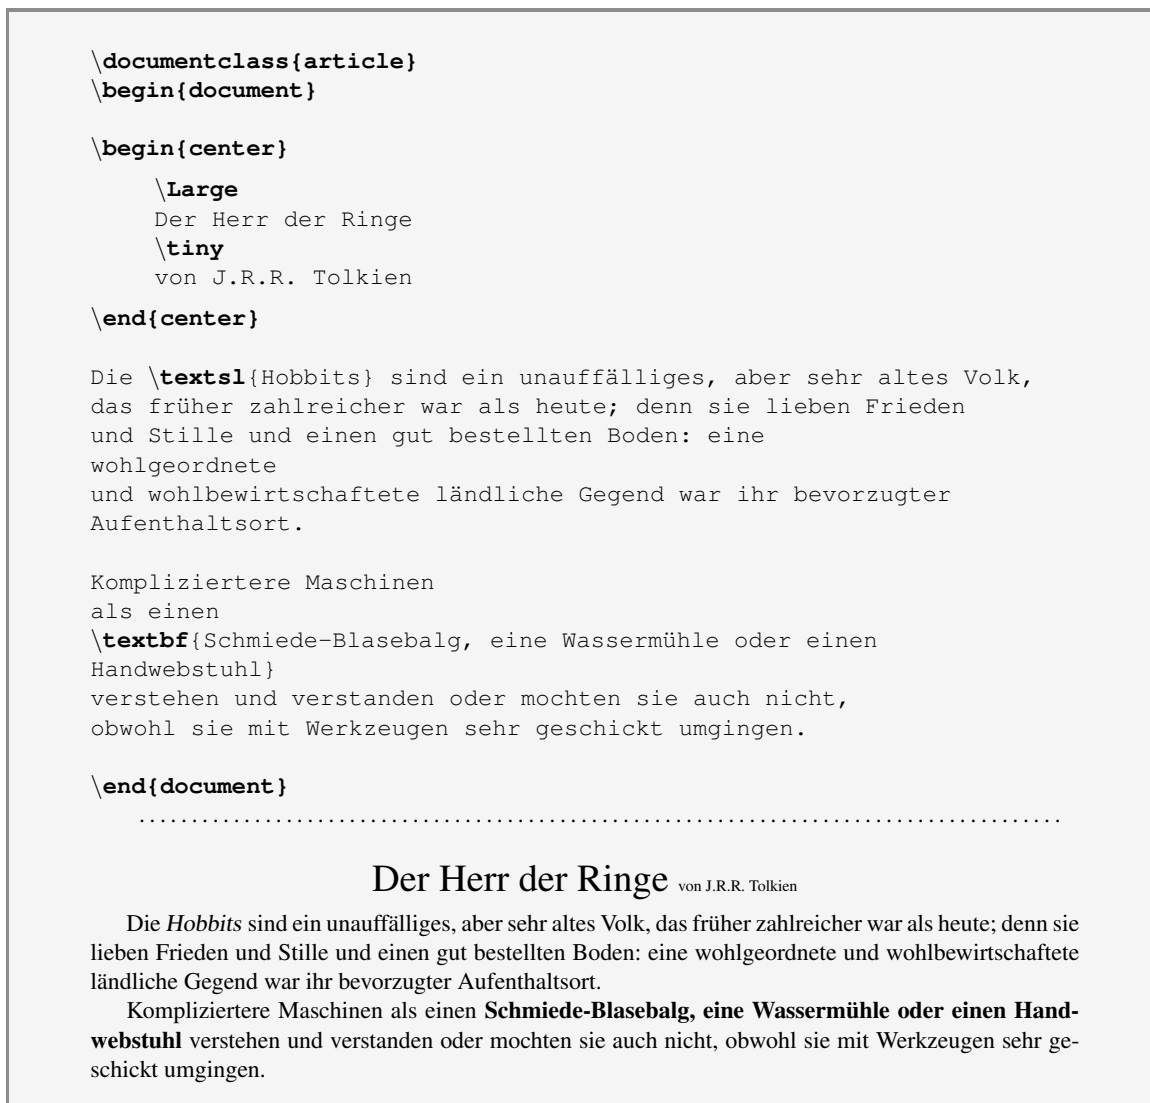 \documentclass{article}
\begin{document}
\begin{center}
\Large
Der Herr der Ringe
\tiny
von J.R.R. Tolkien
\end{center}
Die \textsl{Hobbits} sind ein unauffälliges, aber sehr altes Volk,
das früher zahlreicher war als heute; denn sie lieben Frieden
und Stille und einen gut bestellten Boden: eine
wohlgeordnete
und wohlbewirtschaftete ländliche Gegend war ihr bevorzugter
Aufenthaltsort.
Kompliziertere Maschinen
als einen
\textbf{Schmiede-Blasebalg, eine Wassermühle oder einen
Handwebstuhl}
verstehen und verstanden oder mochten sie auch nicht,
obwohl sie mit Werkzeugen sehr geschickt umgingen.
\end{document}
Der Herr der Ringe von J.R.R. Tolkien
Die Hobbits sind ein unauffälliges, aber sehr altes Volk, das früher zahlreicher war als heute; denn sie
lieben Frieden und Stille und einen gut bestellten Boden: eine wohlgeordnete und wohlbewirtschaftete
ländliche Gegend war ihr bevorzugter Aufenthaltsort.
Kompliziertere Maschinen als einen Schmiede-Blasebalg, eine Wassermühle oder einen Hand-
webstuhl verstehen und verstanden oder mochten sie auch nicht, obwohl sie mit Werkzeugen sehr ge-
schickt umgingen.